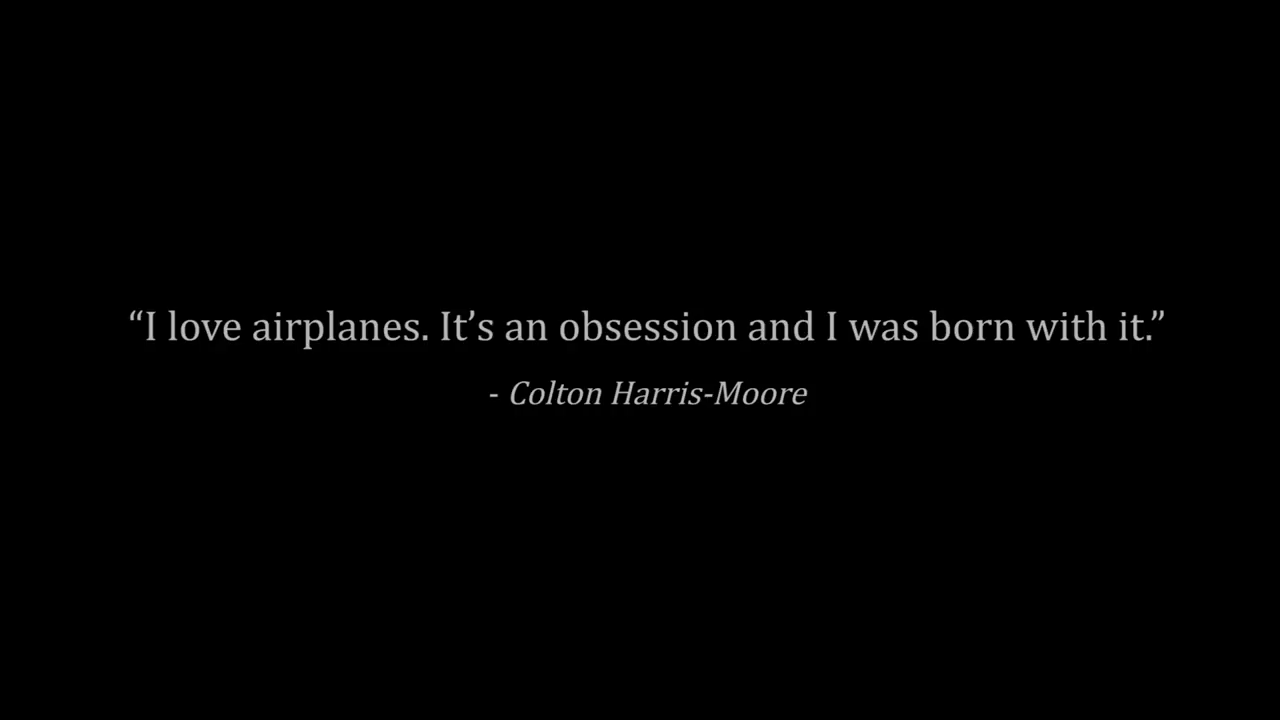 “I love airplanes. It’s an obsession and I was born with it.”
- Colton Harris-Moore